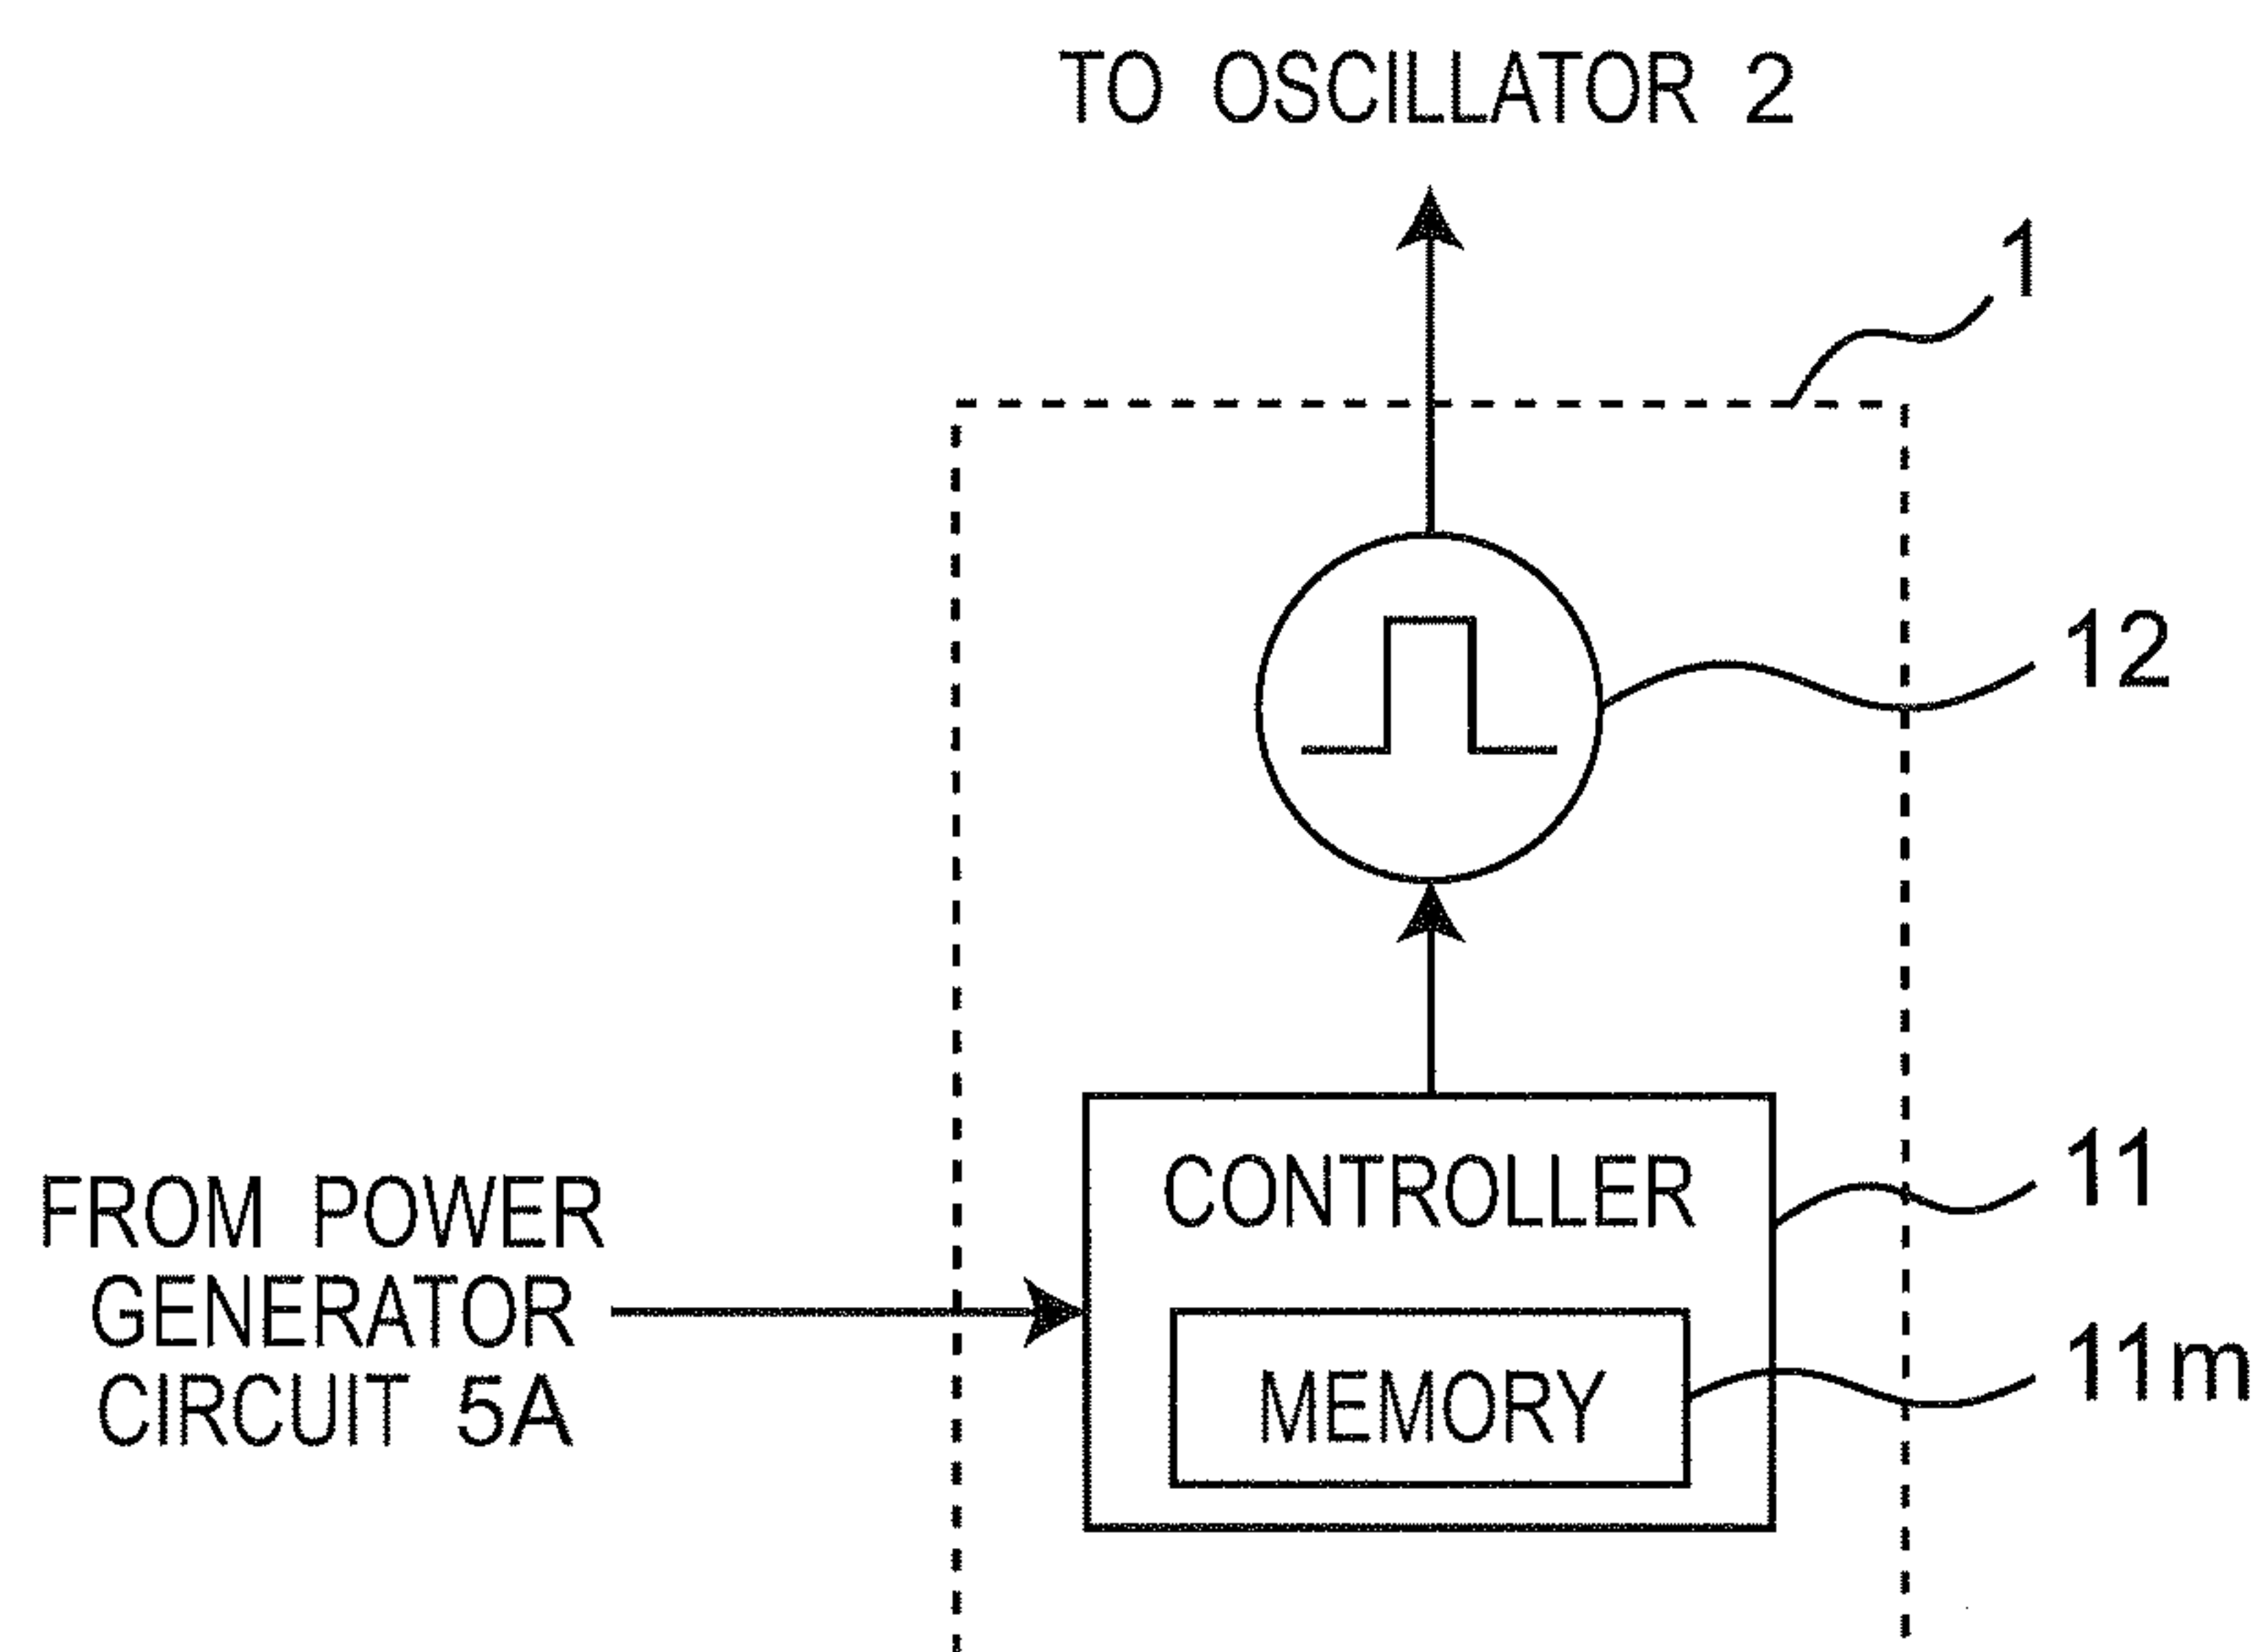 TO OSCILLATOR 2
1
12
CONTROLLER
11
FROM POWER
GENERATOR
CIRCUIT 5A
MEMORY
11m